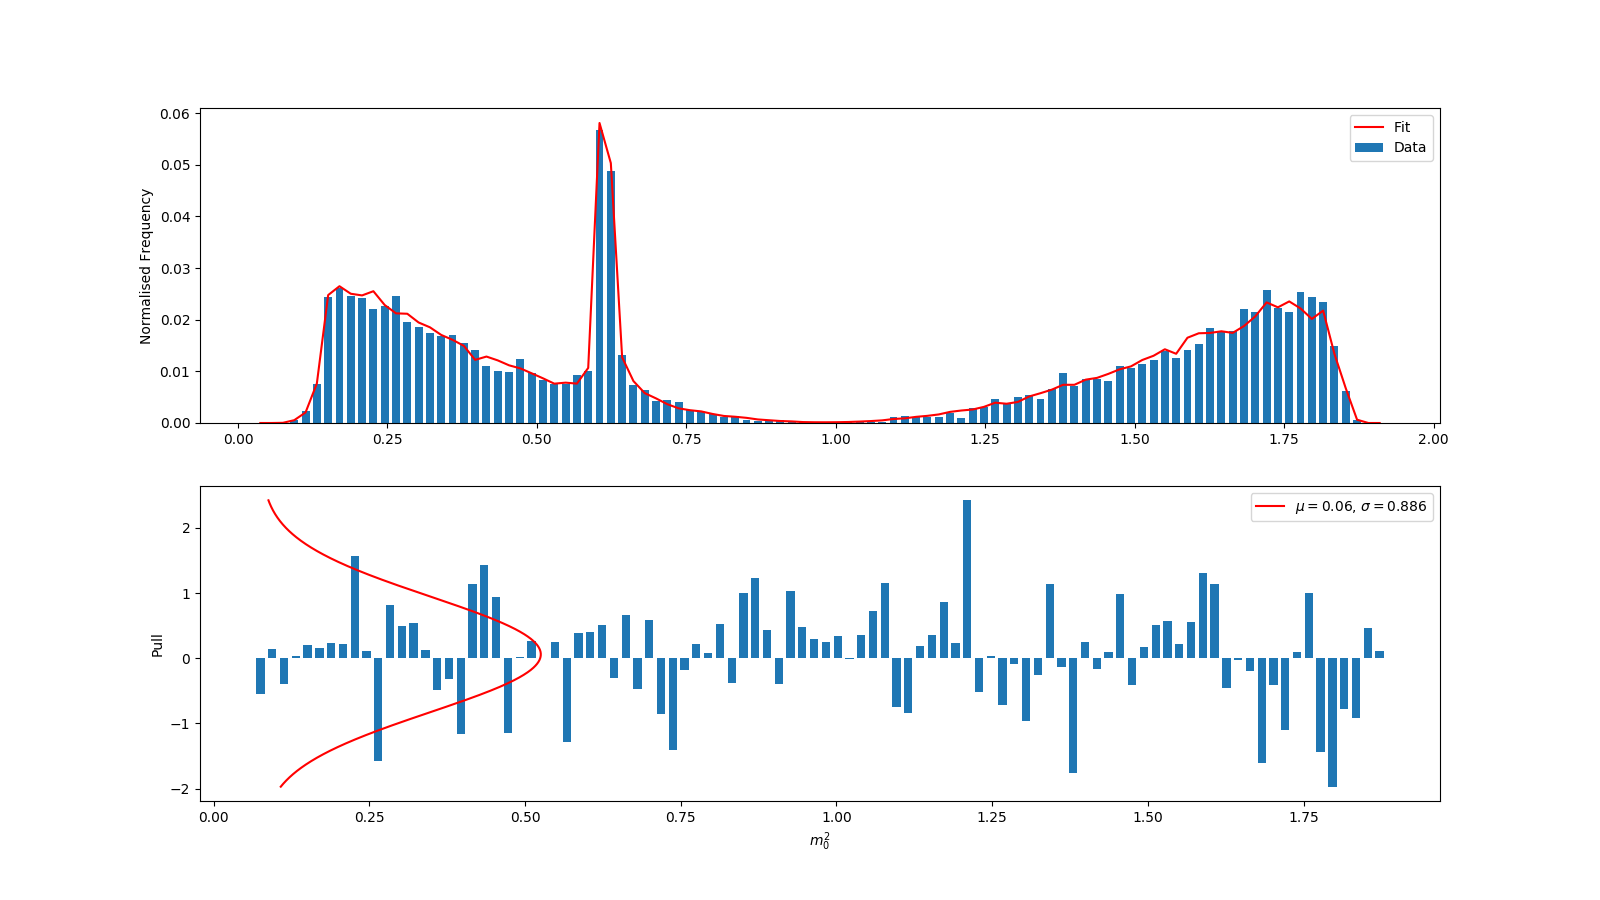 0.06
0.05
0.04
0.03
0.02
0.01
0.00
Normalised Frequency
Fit
Data
0.00 0.25 0.50 0.75 1.00 1.25 1.50 1.75 2.00
2
1
0
−1
−2
Pull
μ = 0.06, σ = 0.886
0.00 0.25 0.50 0.75 1.00 1.25 1.50 1.75
m₀²